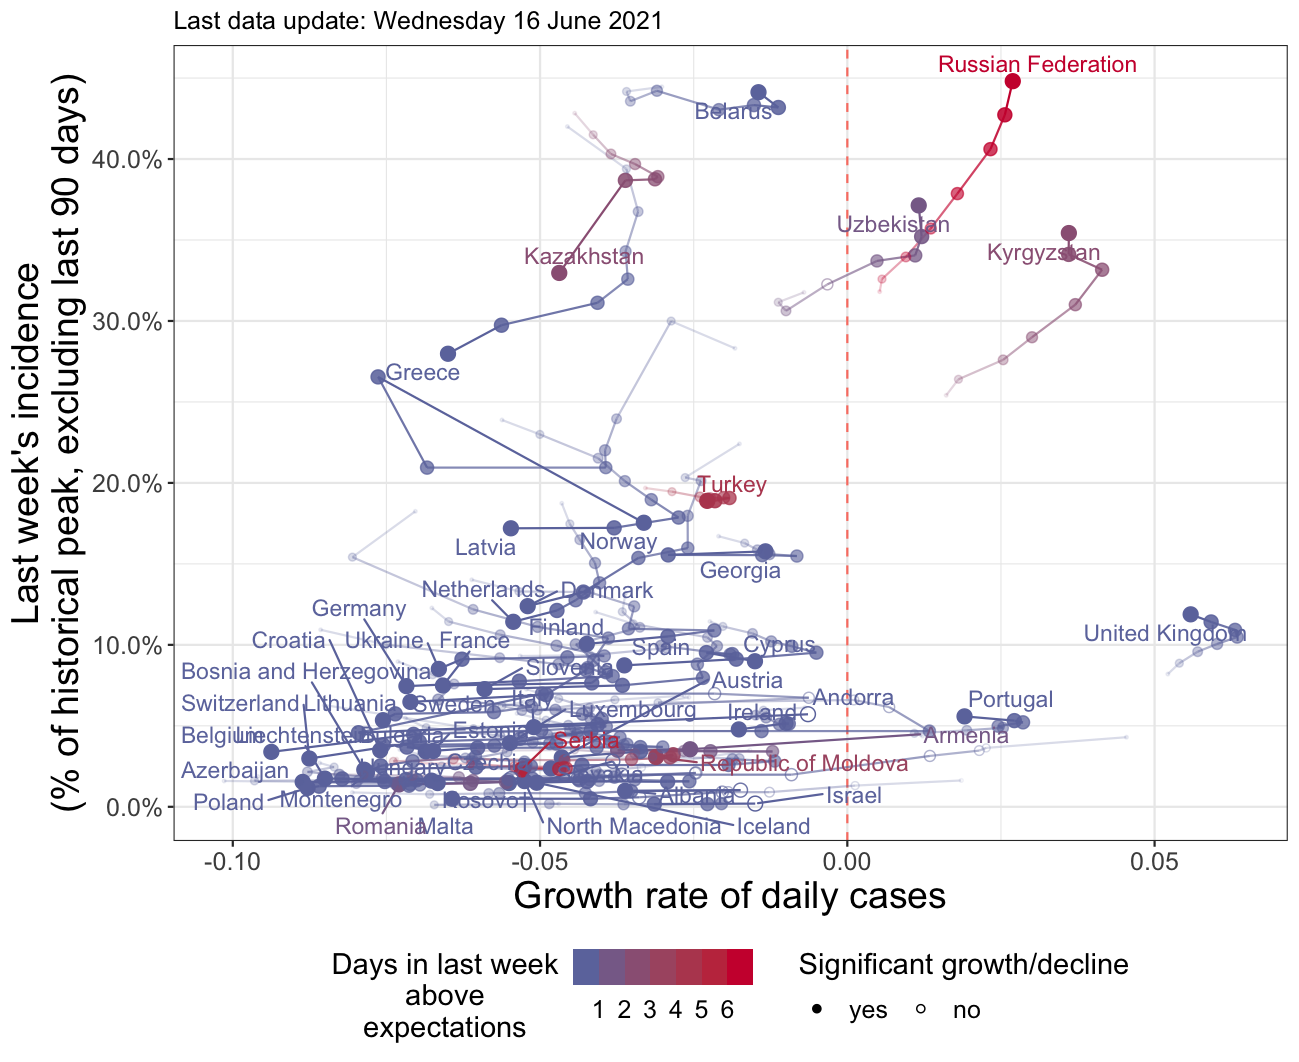 Last data update: Wednesday 16 June 2021
Last week's incidence
(% of historical peak, excluding last 90 days)
40.0%
30.0%
20.0%
10.0%
0.0%
Russian Federation
Belarus
Uzbekistan
Kyrgyzstan
Kazakhstan
Greece
Turkey
Latvia
Norway
Georgia
Netherlands
Denmark
Germany
Finland
United Kingdom
Croatia
Ukraine
France
Spain
Cyprus
Bosnia and Herzegovina
Slovenia
Austria
Switzerland
Lithuania
Sweden
Italy
Andorra
Portugal
Luxembourg
Ireland
Belgium
Liechtenstein
Bulgaria
Estonia
Armenia
Serbia
Azerbaijan
Hungary
Czechia
Republic of Moldova
Poland
Montenegro
Kosovo
Albania
Israel
Romania
Malta
North Macedonia
Iceland
-0.10
-0.05
0.00
0.05
Growth rate of daily cases
Days in last week
above
expectations
1 2 3 4 5 6
Significant growth/decline
yes
no